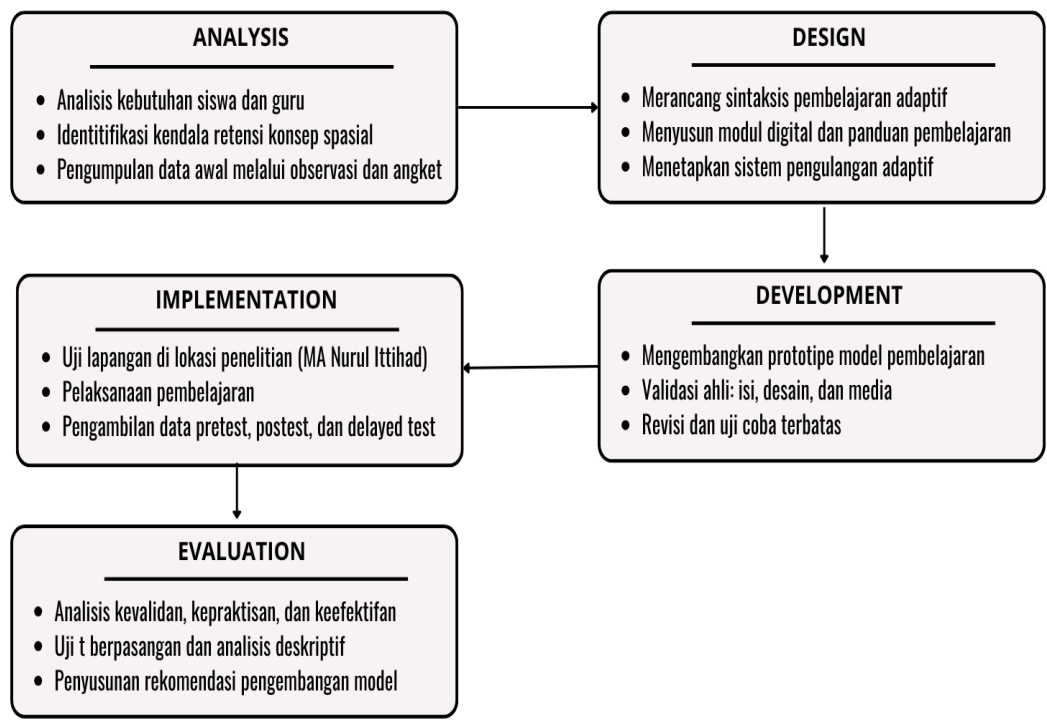 ANALYSIS
• Analisis kebutuhan siswa dan guru
• Identitifikasi kendala retensi konsep spasial
• Pengumpulan data awal melalui observasi dan angket
DESIGN
• Merancang sintaksis pembelajaran adaptif
• Menyusun modul digital dan panduan pembelajaran
• Menetapkan sistem pengulangan adaptif
DEVELOPMENT
• Mengembangkan prototipe model pembelajaran
• Validasi ahli: isi, desain, dan media
• Revisi dan uji coba terbatas
IMPLEMENTATION
• Uji lapangan di lokasi penelitian (MA Nurul Ittihad)
• Pelaksanaan pembelajaran
• Pengambilan data pretest, postest, dan delayed test
EVALUATION
• Analisis kevalidan, kepraktisan, dan keefektifan
• Uji t berpasangan dan analisis deskriptif
• Penyusunan rekomendasi pengembangan model